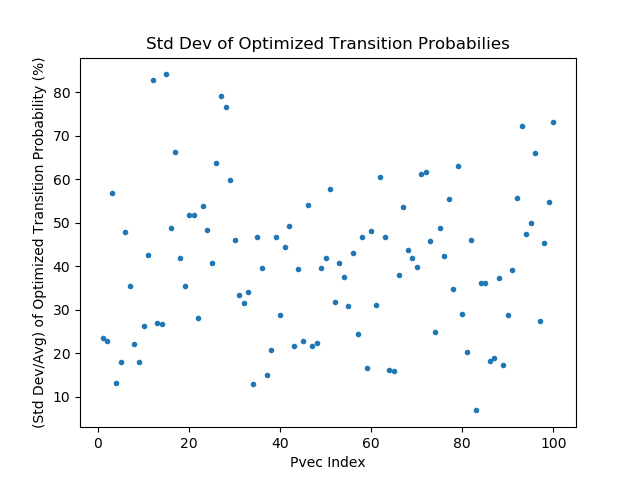 Std Dev of Optimized Transition Probabilies
(Std Dev/Avg) of Optimized Transition Probability (%)
80
70
60
50
40
30
20
10
0 20 40 60 80 100
Pvec Index